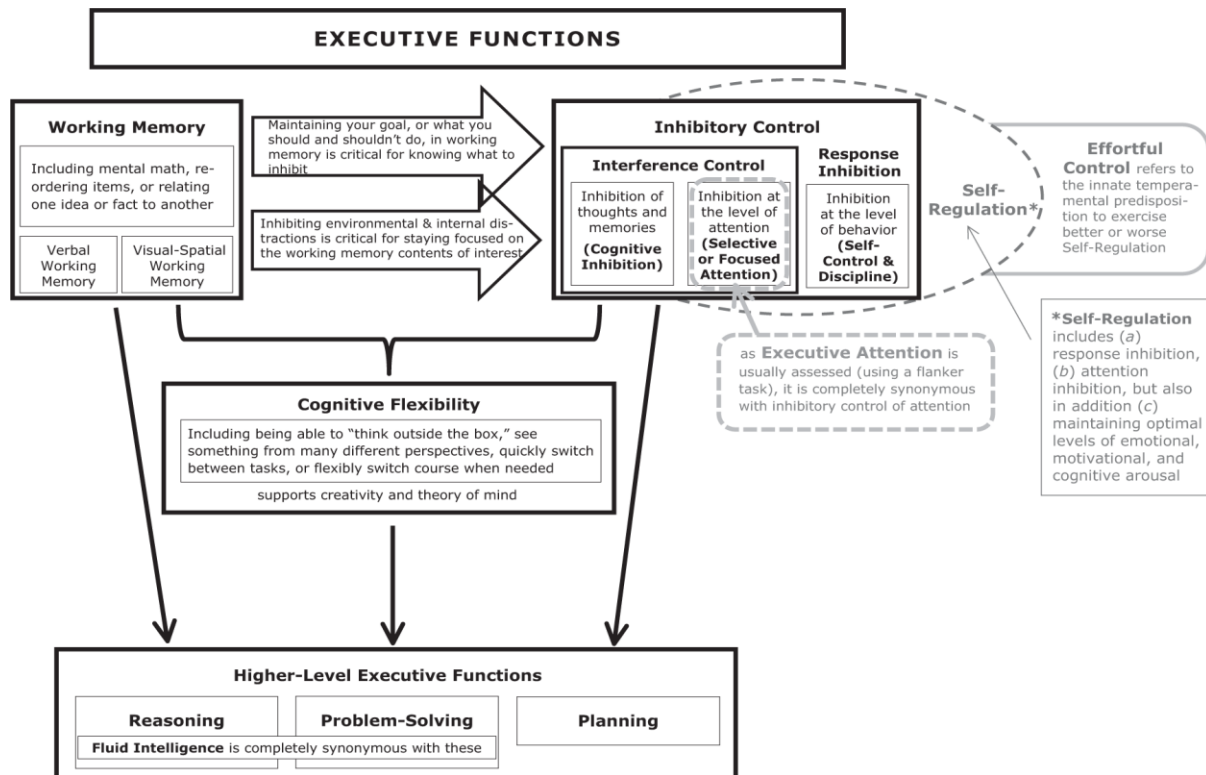 EXECUTIVE FUNCTIONS
Working Memory
Including mental math, re-
ordering items, or relating
one idea or fact to another
Verbal
Working
Memory
Visual-Spatial
Working
Memory
Maintaining your goal, or what you
should and shouldn’t do, in working
memory is critical for knowing what to
inhibit
Inhibiting environmental & internal dis-
tractions is critical for staying focused on
the working memory contents of interest
Inhibitory Control
Interference Control
Inhibition of
thoughts and
memories
(Cognitive
Inhibition)
Inhibition at
the level of
attention
(Selective
or Focused
Attention)
Response
Inhibition
Inhibition
at the level
of behavior
(Self-
Control &
Discipline)
Self-
Regulation*
Effortful
Control refers to
the innate tempera-
mental predisposition
to exercise
better or worse
Self-Regulation
as Executive Attention is
usually assessed (using a flanker
task), it is completely synonymous
with inhibitory control of attention
*Self-Regulation
includes (a)
response inhibition,
(b) attention
inhibition, but also
in addition (c)
maintaining optimal
levels of emotional,
motivational, and
cognitive arousal
Cognitive Flexibility
Including being able to “think outside the box,” see
something from many different perspectives, quickly switch
between tasks, or flexibly switch course when needed
supports creativity and theory of mind
Higher-Level Executive Functions
Reasoning
Problem-Solving
Planning
Fluid Intelligence is completely synonymous with these